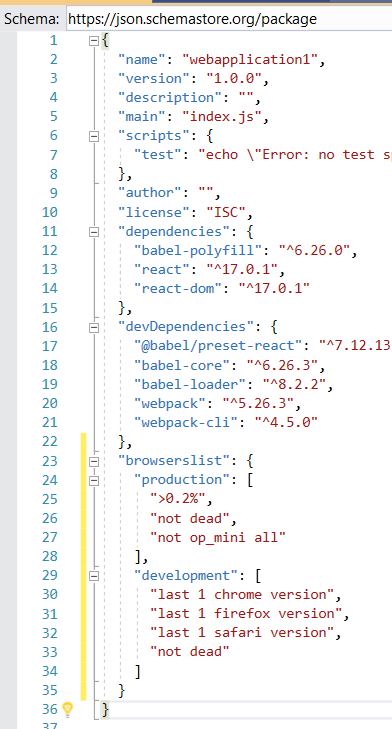 Schema: https://json.schemastore.org/package
1 {
2 "name": "webapplication1",
3 "version": "1.0.0",
4 "description": "",
5 "main": "index.js",
6 "scripts": {
7 "test": "echo \"Error: no test sp
8 },
9 "author": "",
10 "license": "ISC",
11 "dependencies": {
12 "babel-polyfill": "^6.26.0",
13 "react": "^17.0.1",
14 "react-dom": "^17.0.1"
15 },
16 "devDependencies": {
17 "@babel/preset-react": "^7.12.13
18 "babel-core": "^6.26.3",
19 "babel-loader": "^8.2.2",
20 "webpack": "^5.26.3",
21 "webpack-cli": "^4.5.0"
22 },
23 "browserslist": {
24 "production": [
25 ">0.2%",
26 "not dead",
27 "not op_mini all"
28 ],
29 "development": [
30 "last 1 chrome version",
31 "last 1 firefox version",
32 "last 1 safari version",
33 "not dead"
34 ]
35 }
36 }
37